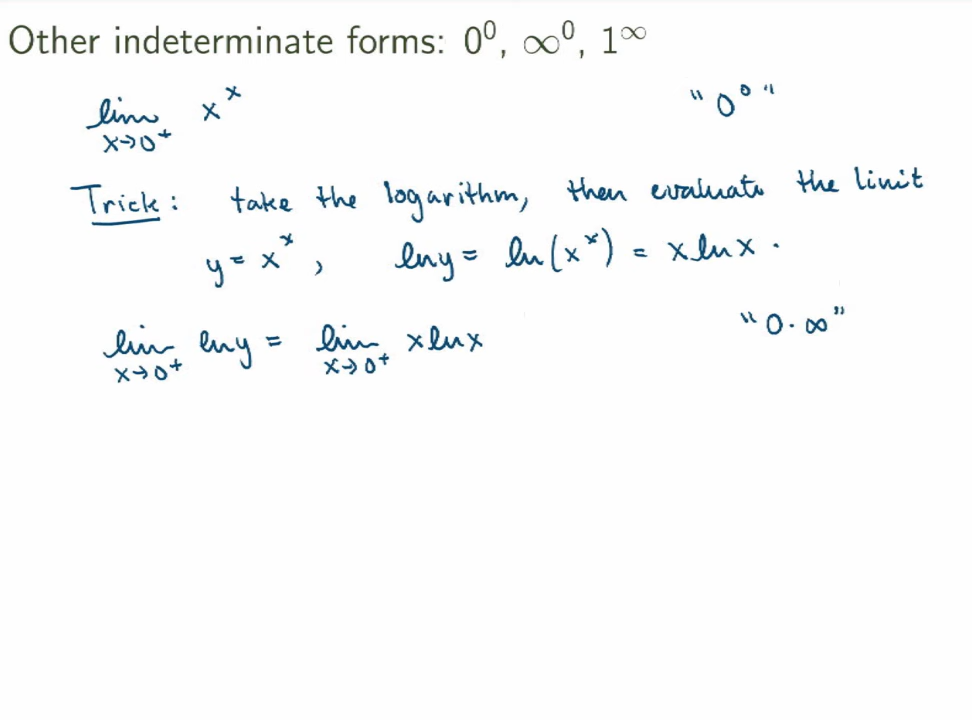 Other indeterminate forms: 0⁰, ∞⁰, 1^∞
lim x→0⁺ x^x "0⁰"
Trick: take the logarithm, then evaluate the limit
y = x^x, ln y = ln(x^x) = x ln x.
lim x→0⁺ ln y = lim x→0⁺ x ln x "0·∞"